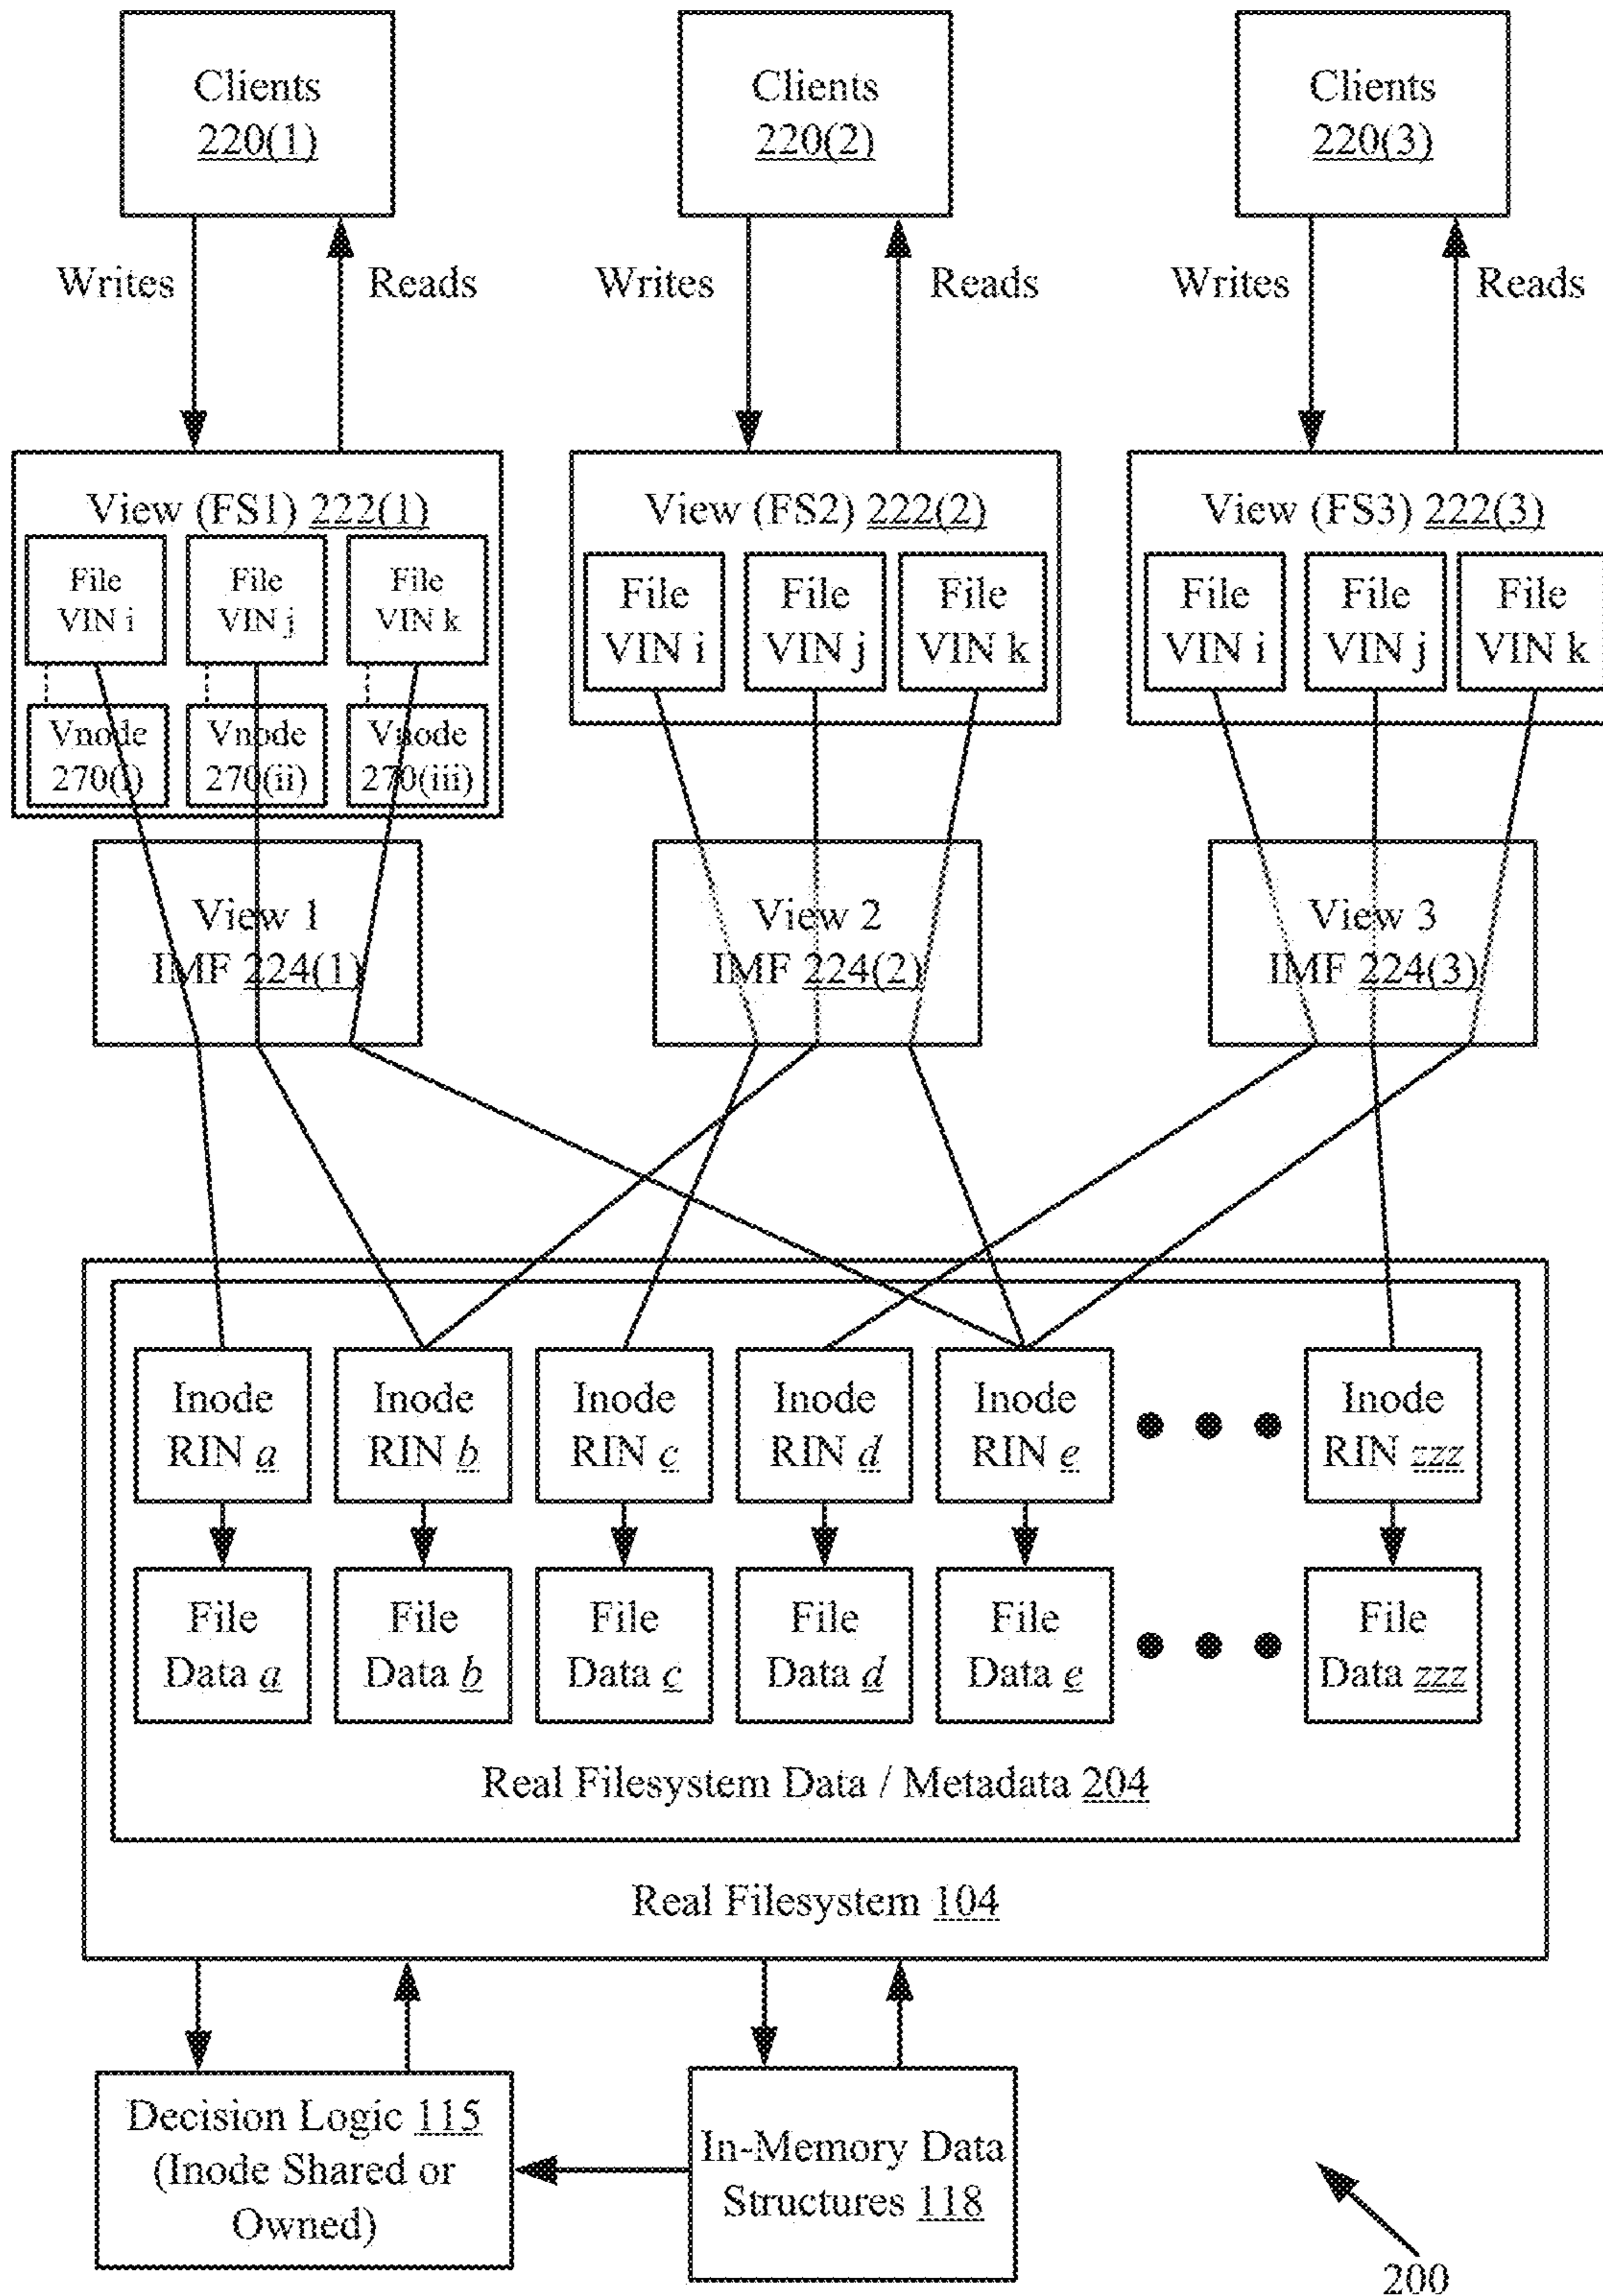 Clients
220(1)
Clients
220(2)
Clients
220(3)
Writes
Reads
Writes
Reads
Writes
Reads
View (FS1) 222(1)
File
VIN i
File
VIN j
File
VIN k
Vnode
270(i)
Vnode
270(ii)
Vnode
270(iii)
View (FS2) 222(2)
File
VIN i
File
VIN j
File
VIN k
View (FS3) 222(3)
File
VIN i
File
VIN j
File
VIN k
View 1
IMF 224(1)
View 2
IMF 224(2)
View 3
IMF 224(3)
Inode
RIN a
Inode
RIN b
Inode
RIN c
Inode
RIN d
Inode
RIN e
Inode
RIN zzz
File
Data a
File
Data b
File
Data c
File
Data d
File
Data e
File
Data zzz
Real Filesystem Data / Metadata 204
Real Filesystem 104
Decision Logic 115
(Inode Shared or
Owned)
In-Memory Data
Structures 118
200